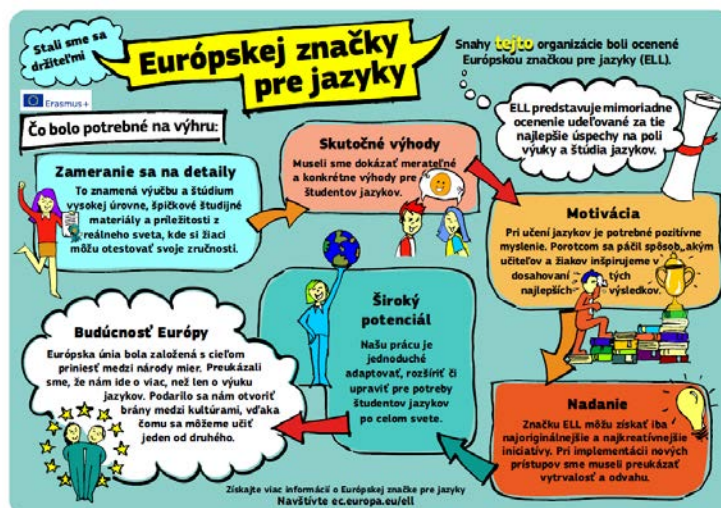 Stali sme sa
držiteľmi
Európskej značky
pre jazyky
Snahy tejto organizácie boli ocenené
Európskou značkou pre jazyky (ELL).
Erasmus+
ELL predstavuje mimoriadne
ocenenie udeľované za tie
najlepšie úspechy na poli
výuky a štúdia jazykov.
Čo bolo potrebné na výhru:
Zameranie sa na detaily
To znamená výučbu a štúdium
vysokej úrovne, špičkové študijné
materiály a príležitosti z
reálneho sveta, kde si žiaci
môžu otestovať svoje zručnosti.
Skutočné výhody
Museli sme dokázať merateľné
a konkrétne výhody pre
študentov jazykov.
Motivácia
Pri učení jazykov je potrebné pozitívne
myslenie. Porotcom sa páčil spôsob, akým
učiteľov a žiakov inšpirujeme v
dosahovaní tých
najlepších výsledkov.
Nadanie
Značku ELL môžu získať iba
najoriginálnejšie a najkreatívnejšie
iniciatívy. Pri implementácii nových
prístupov sme museli preukázať
vytrvalosť a odvahu.
Široký
potenciál
Našu prácu je
jednoduché
adaptovať, rozšíriť či
upraviť pre potreby
študentov jazykov
po celom svete.
Budúcnosť Európy
Európska únia bola založená s cieľom
priniesť medzi národy mier. Preukázali
sme, že nám ide o viac, než len o výuku
jazykov. Podarilo sa nám otvoriť
brány medzi kultúrami, vďaka
čomu sa môžeme učiť
jeden od druhého.
Získajte viac informácií o Európskej značke pre jazyky
Navštívte ec.europa.eu/ell